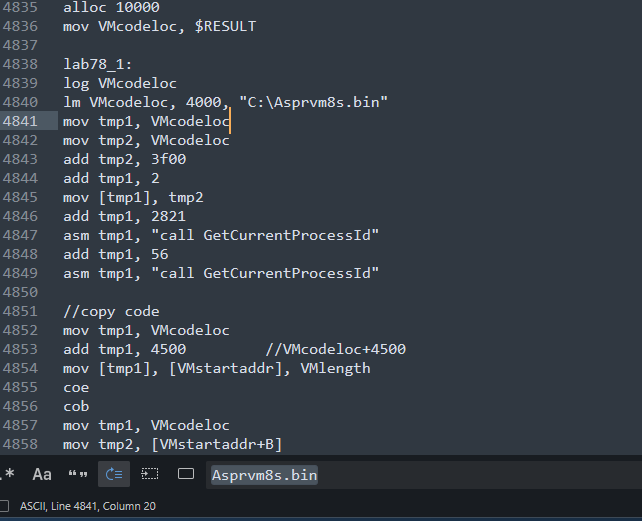 4835 alloc 10000
4836 mov VMcodeloc, $RESULT
4837
4838 lab78_1:
4839 log VMcodeloc
4840 lm VMcodeloc, 4000, "C:\Asprvm8s.bin"
4841 mov tmp1, VMcodeloc
4842 mov tmp2, VMcodeloc
4843 add tmp2, 3f00
4844 add tmp1, 2
4845 mov [tmp1], tmp2
4846 add tmp1, 2821
4847 asm tmp1, "call GetCurrentProcessId"
4848 add tmp1, 56
4849 asm tmp1, "call GetCurrentProcessId"
4850
4851 //copy code
4852 mov tmp1, VMcodeloc
4853 add tmp1, 4500 //VMcodeloc+4500
4854 mov [tmp1], [VMstartaddr], VMlength
4855 coe
4856 cob
4857 mov tmp1, VMcodeloc
4858 mov tmp2, [VMstartaddr+B]
.* Aa “” Asprvm8s.bin
ASCII, Line 4841, Column 20